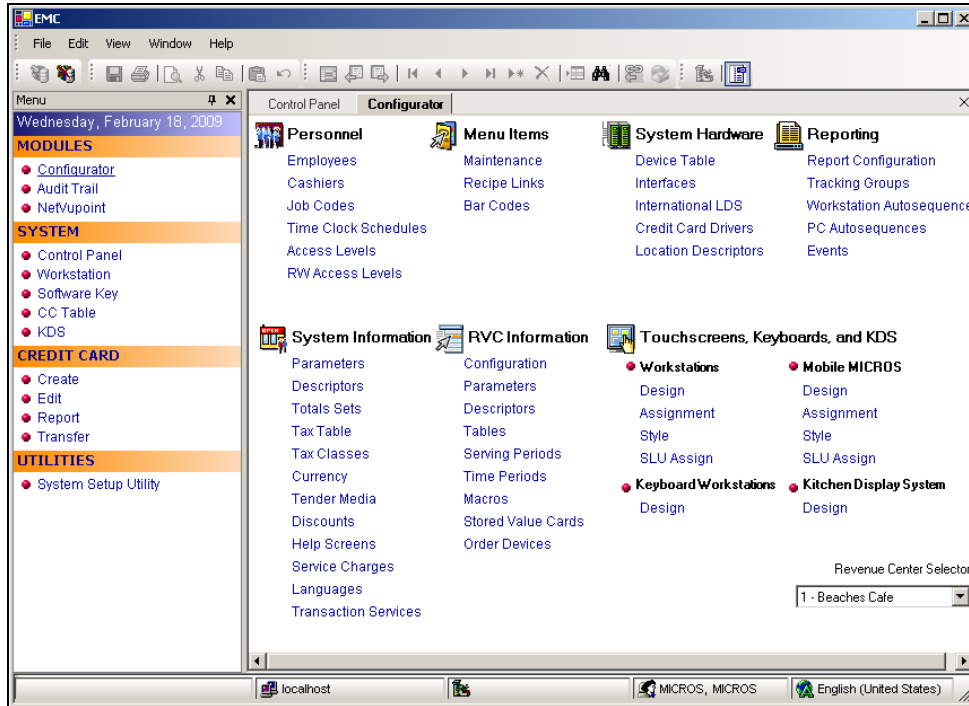 EMC
File Edit View Window Help
Menu
Wednesday, February 18, 2009
MODULES
Configurator
Audit Trail
NetVupoint
SYSTEM
Control Panel
Workstation
Software Key
CC Table
KDS
CREDIT CARD
Create
Edit
Report
Transfer
UTILITIES
System Setup Utility
Control Panel Configurator
Personnel
Employees
Cashiers
Job Codes
Time Clock Schedules
Access Levels
RW Access Levels
Menu Items
Maintenance
Recipe Links
Bar Codes
System Hardware
Device Table
Interfaces
International LDS
Credit Card Drivers
Location Descriptors
Reporting
Report Configuration
Tracking Groups
Workstation Autosequence
PC Autosequences
Events
System Information
Parameters
Descriptors
Totals Sets
Tax Table
Tax Classes
Currency
Tender Media
Discounts
Help Screens
Service Charges
Languages
Transaction Services
RVC Information
Configuration
Parameters
Descriptors
Tables
Serving Periods
Time Periods
Macros
Stored Value Cards
Order Devices
Touchscreens, Keyboards, and KDS
Workstations
Design
Assignment
Style
SLU Assign
Keyboard Workstations
Design
Mobile MICROS
Design
Assignment
Style
SLU Assign
Kitchen Display System
Design
Revenue Center Selector
1 - Beaches Cafe
localhost
MICROS, MICROS
English (United States)